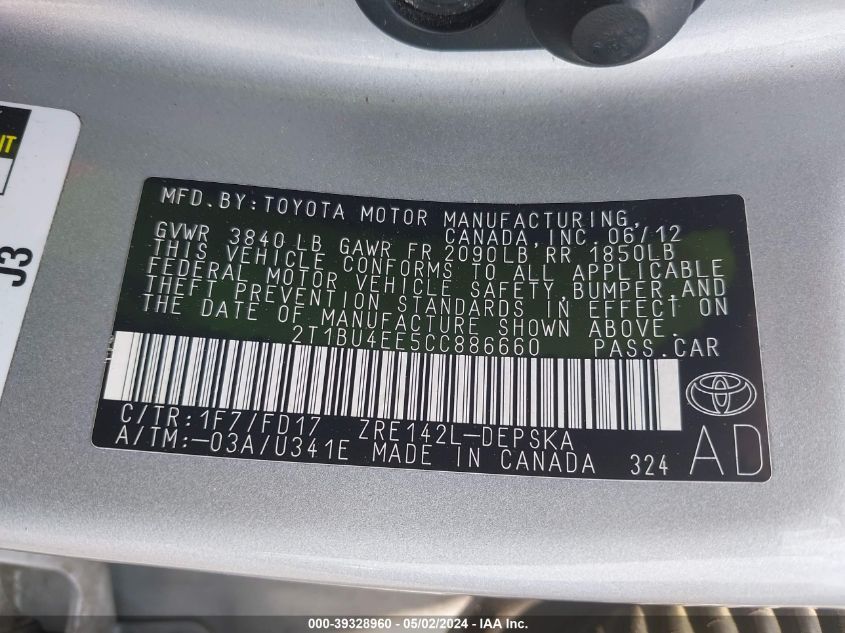 IT
J3
MFD.BY:TOYOTA MOTOR MANUFACTURING,
CANADA,INC. 06/12
GVWR 3840 LB GAWR FR 2090LB RR 1850LB
THIS VEHICLE CONFORMS TO ALL APPLICABLE
FEDERAL MOTOR VEHICLE SAFETY,BUMPER,AND
THEFT PREVENTION STANDARDS IN EFFECT ON
THE DATE OF MANUFACTURE SHOWN ABOVE.
2T1BU4EE5CC886660 PASS.CAR
C/TR:1F7/FD17 ZRE142L-DEPSKA
A/TM:-03A/U341E MADE IN CANADA 324
AD
000-39328960 - 05/02/2024 - IAA Inc.